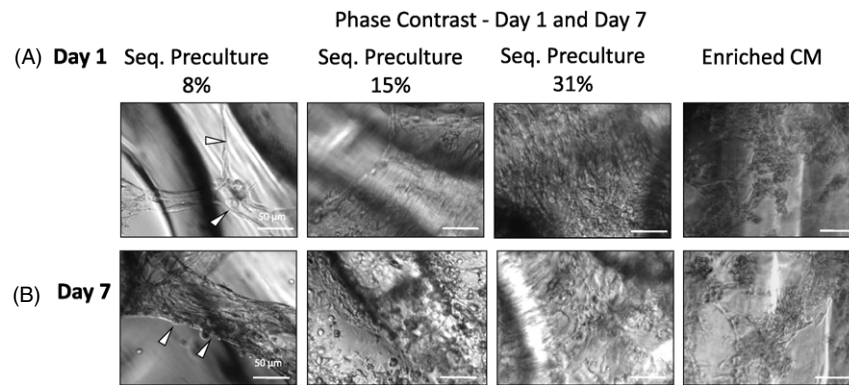 Phase Contrast - Day 1 and Day 7
(A) Day 1 Seq. Preculture Seq. Preculture Seq. Preculture Enriched CM
8% 15% 31%
50 μm
(B) Day 7
50 μm